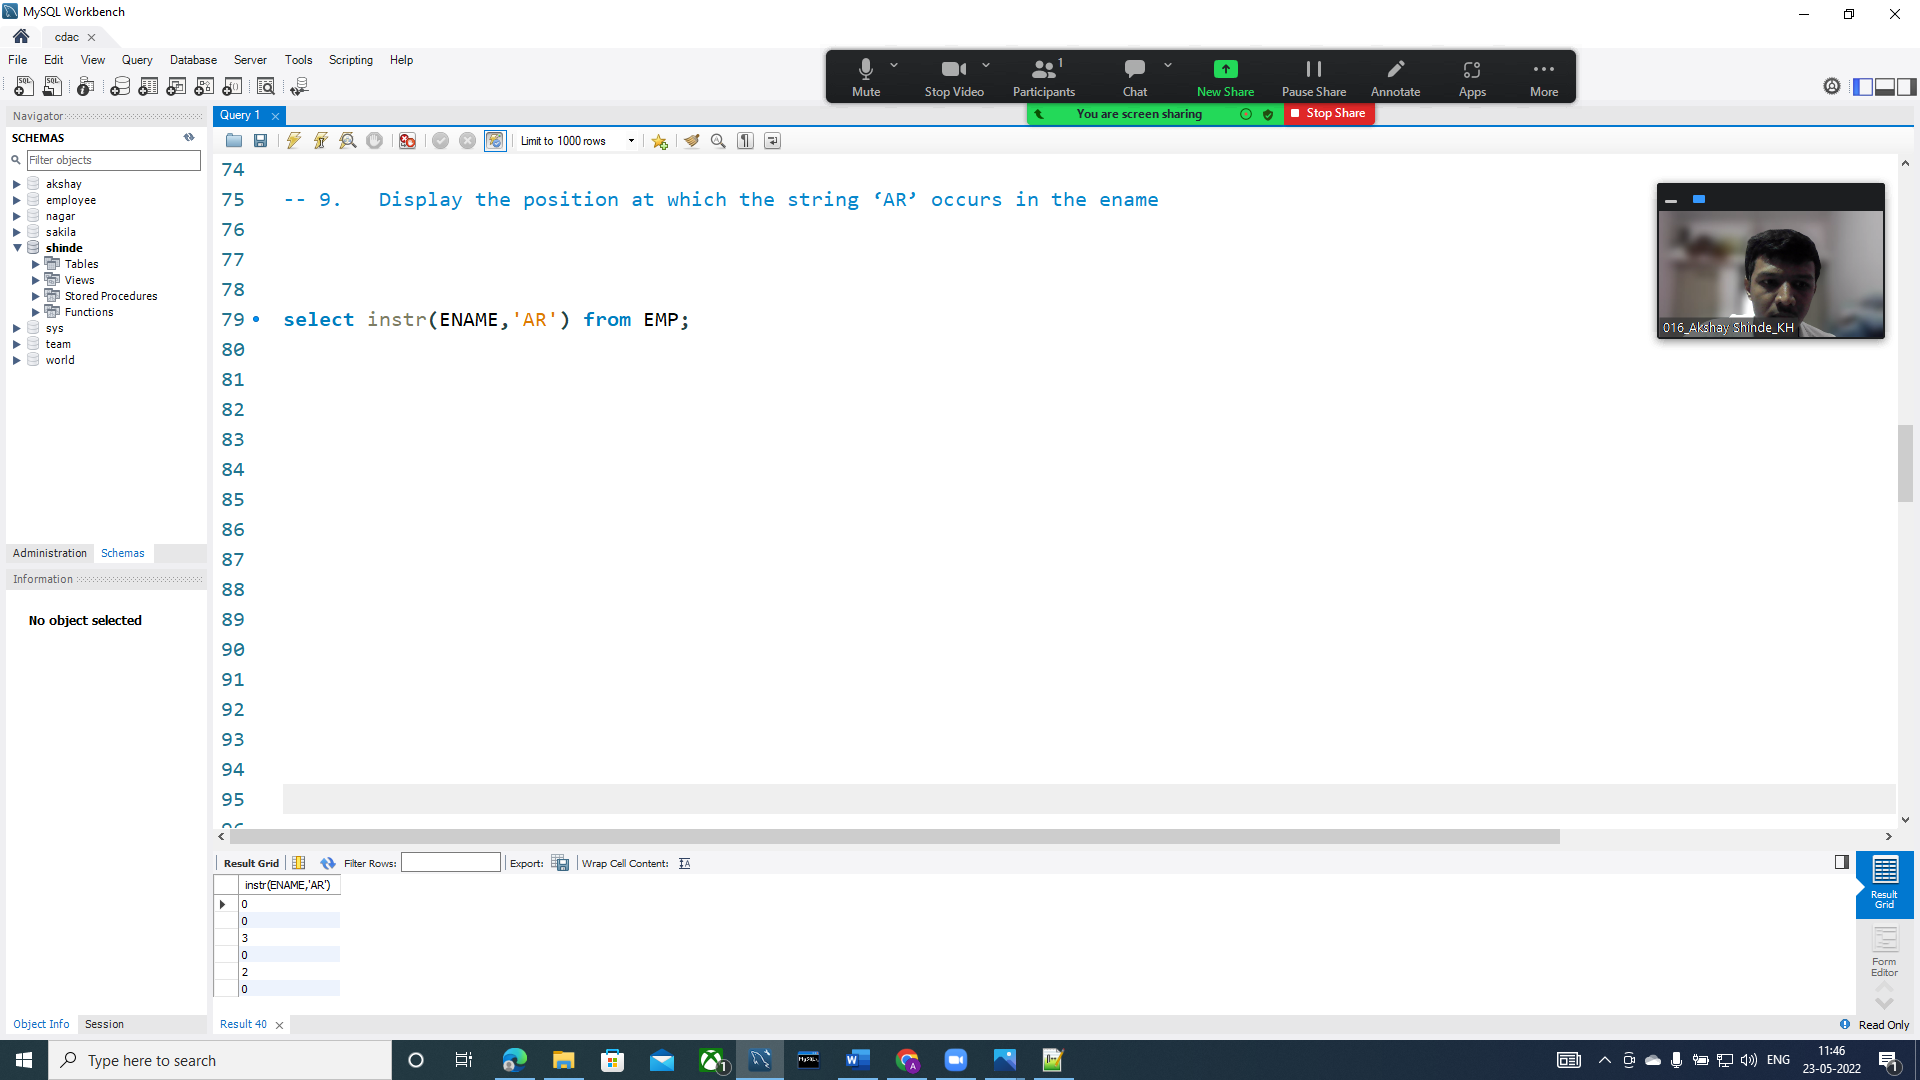 MySQL Workbench
cdac
File Edit View Query Database Server Tools Scripting Help
Mute Stop Video Participants 1 Chat New Share Pause Share Annotate Apps More
You are screen sharing Stop Share
Navigator
SCHEMAS
Filter objects
akshay
employee
nagar
sakila
shinde
Tables
Views
Stored Procedures
Functions
sys
team
world
Administration Schemas
Information
No object selected
Object Info Session
Query 1
Limit to 1000 rows
74
75 -- 9. Display the position at which the string ‘AR’ occurs in the ename
76
77
78
79 select instr(ENAME,'AR') from EMP;
80
81
82
83
84
85
86
87
88
89
90
91
92
93
94
95
96
016_Akshay Shinde_KH
Result Grid Filter Rows: Export: Wrap Cell Content:
instr(ENAME,'AR')
0
0
3
0
2
0
Result Grid
Form Editor
Result 40
Read Only
Type here to search
ENG
11:46
23-05-2022